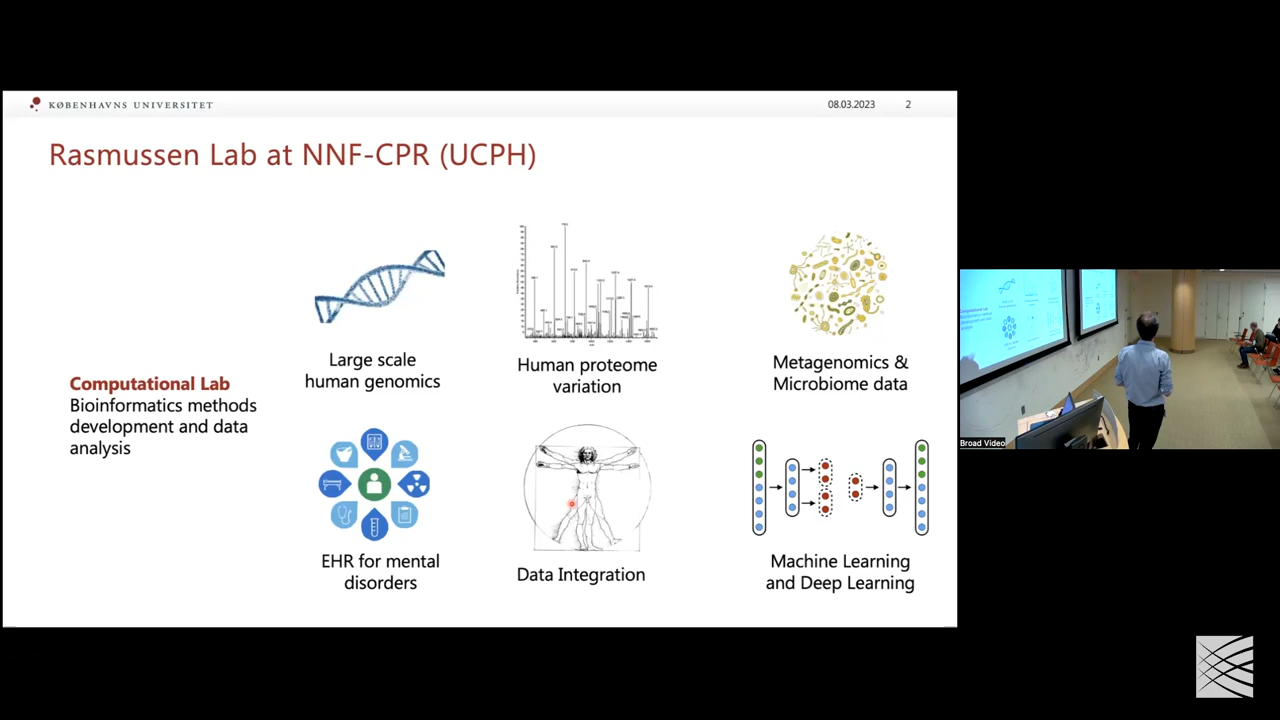 KØBENHAVNS UNIVERSITET
08.03.2023
2
Rasmussen Lab at NNF-CPR (UCPH)
Large scale
human genomics
Human proteome
variation
Metagenomics &
Microbiome data
Computational Lab
Bioinformatics methods
development and data
analysis
EHR for mental
disorders
Data Integration
Machine Learning
and Deep Learning
Broad Video